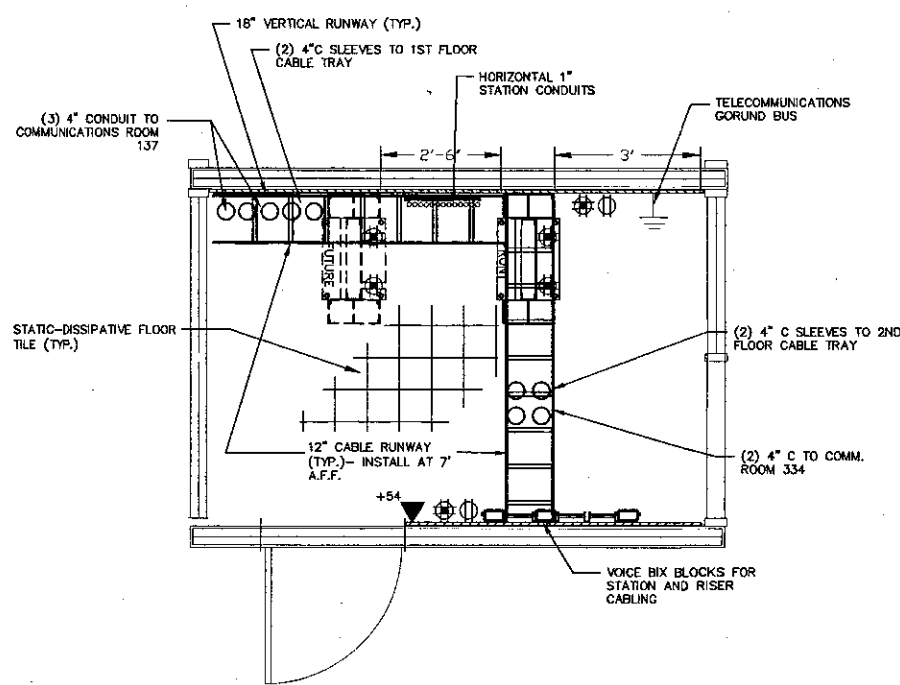 18" VERTICAL RUNWAY (TYP.)
(2) 4"C SLEEVES TO 1ST FLOOR
CABLE TRAY
HORIZONTAL 1"
STATION CONDUITS
TELECOMMUNICATIONS
GORUND BUS
(3) 4" CONDUIT TO
COMMUNICATIONS ROOM
137
2'-6"
3'
FUTURE
FRONT
STATIC-DISSIPATIVE FLOOR
TILE (TYP.)
(2) 4" C SLEEVES TO 2ND
FLOOR CABLE TRAY
12" CABLE RUNWAY
(TYP.)- INSTALL AT 7'
A.F.F.
(2) 4" C TO COMM.
ROOM 334
+54
VOICE BIX BLOCKS FOR
STATION AND RISER
CABLING